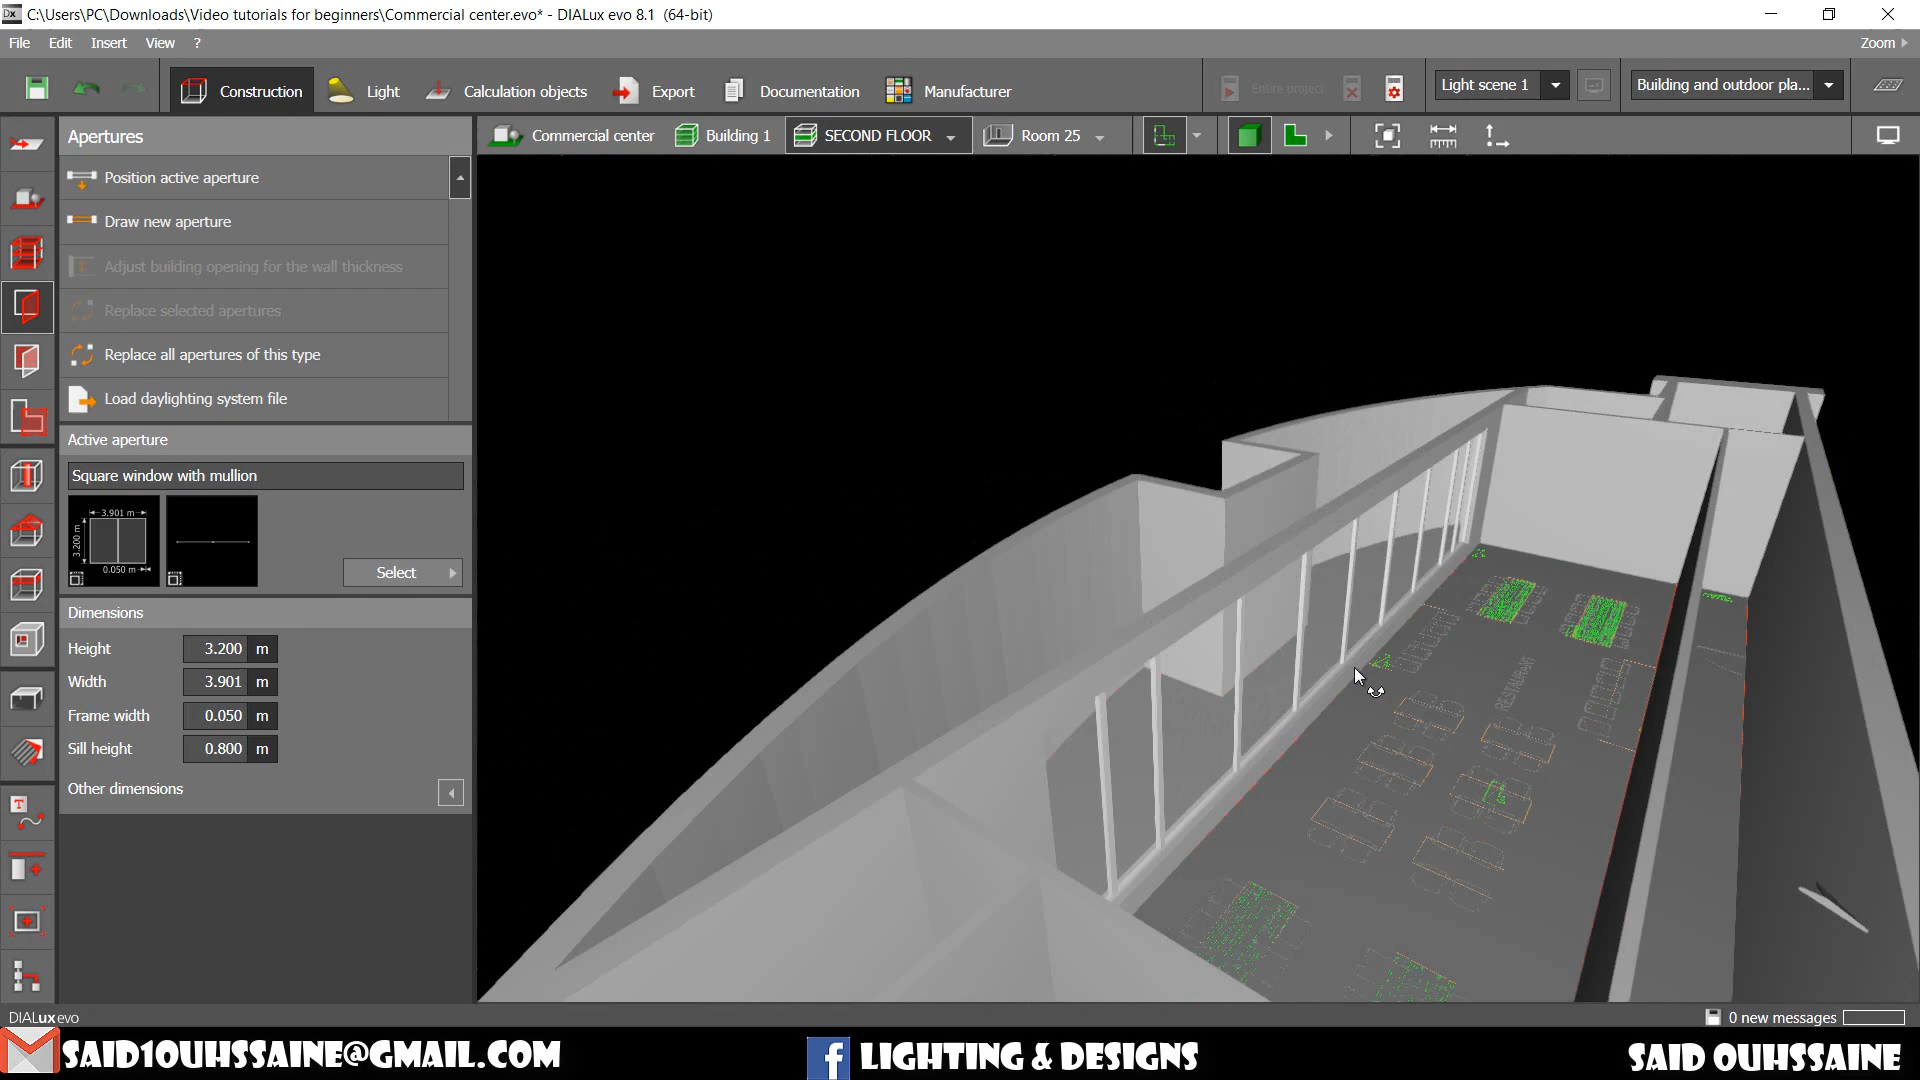 C:\Users\PC\Downloads\Video tutorials for beginners\Commercial center.evo* - DIALux evo 8.1 (64-bit)
File Edit Insert View ? Zoom
Construction Light Calculation objects Export Documentation Manufacturer Entire project Light scene 1 Building and outdoor pla...
Apertures Commercial center Building 1 SECOND FLOOR Room 25
Position active aperture
Draw new aperture
Adjust building opening for the wall thickness
Replace selected apertures
Replace all apertures of this type
Load daylighting system file
Active aperture
Square window with mullion
3.901 m
3.200 m
0.050 m
Select
Dimensions
Height 3.200 m
Width 3.901 m
Frame width 0.050 m
Sill height 0.800 m
Other dimensions
RESTAURANT
DIALux evo 0 new messages
SAID1OUHSSAINE@GMAIL.COM LIGHTING & DESIGNS SAID OUHSSAINE